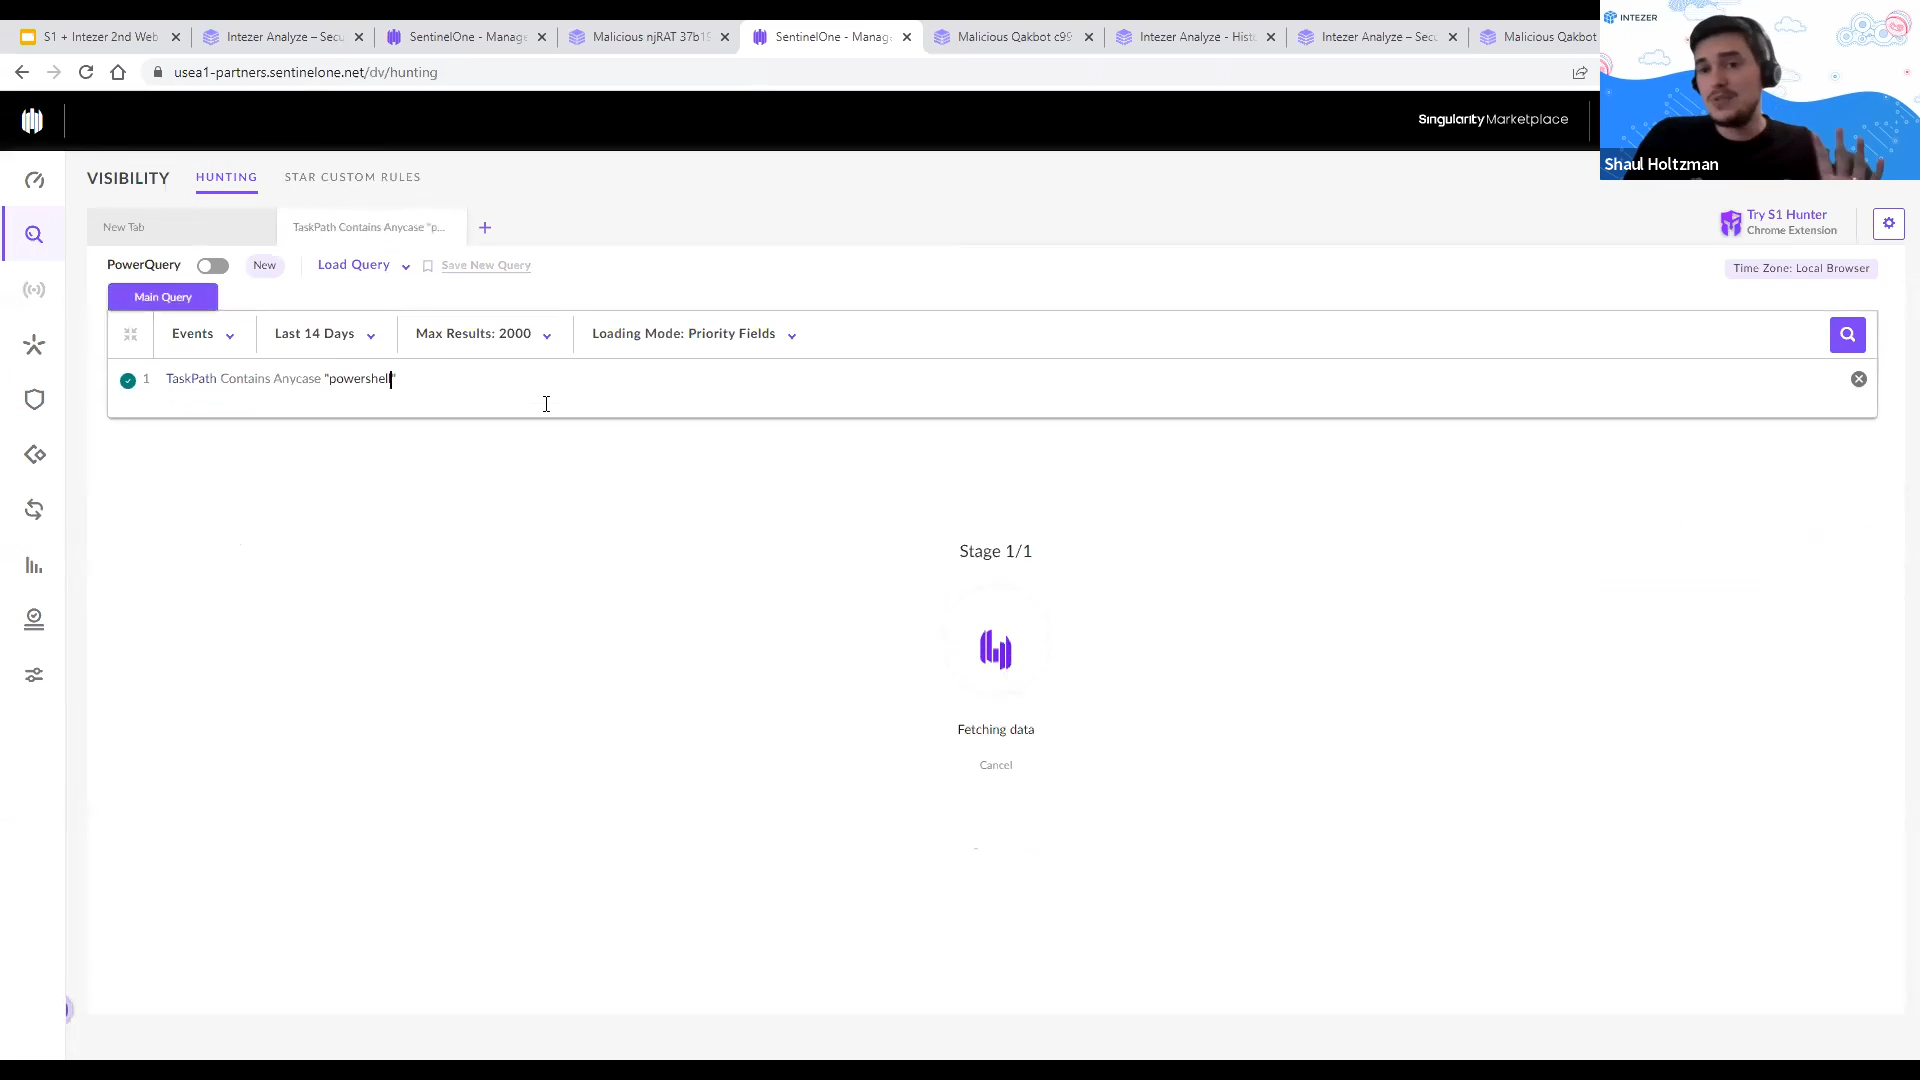 S1 + Intezer 2nd Web
Intezer Analyze – Secu
SentinelOne - Manage
Malicious njRAT 37b19
SentinelOne - Manage
Malicious Qakbot c99
Intezer Analyze - Hist
Intezer Analyze – Secu
Malicious Qakbot
INTEZER
usea1-partners.sentinelone.net/dv/hunting
SingularityMarketplace
Shaul Holtzman
VISIBILITY
HUNTING
STAR CUSTOM RULES
New Tab
TaskPath Contains Anycase "p...
+
Try S1 Hunter
Chrome Extension
PowerQuery
New
Load Query
Save New Query
Time Zone: Local Browser
Main Query
Events
Last 14 Days
Max Results: 2000
Loading Mode: Priority Fields
1 TaskPath Contains Anycase "powershell"
Stage 1/1
Fetching data
Cancel